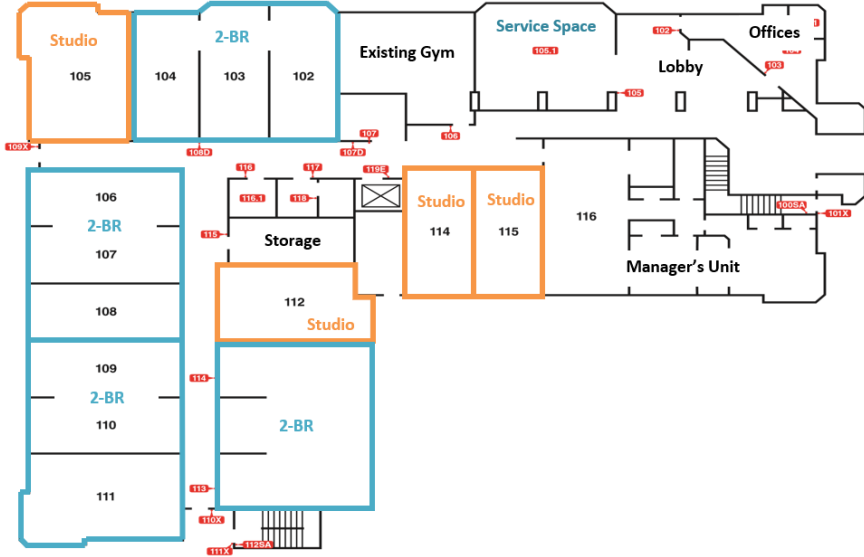 Studio
105
2-BR
104
103
102
Existing Gym
Service Space
105.1
102
Lobby
Offices
103
105
106
107
107D
108D
109X
116
117
119E
116.1
118
115
Storage
106
2-BR
107
108
Studio
114
Studio
115
116
100SA
101X
Manager's Unit
112
Studio
109
2-BR
110
111
114
2-BR
113
110X
111X
112SA